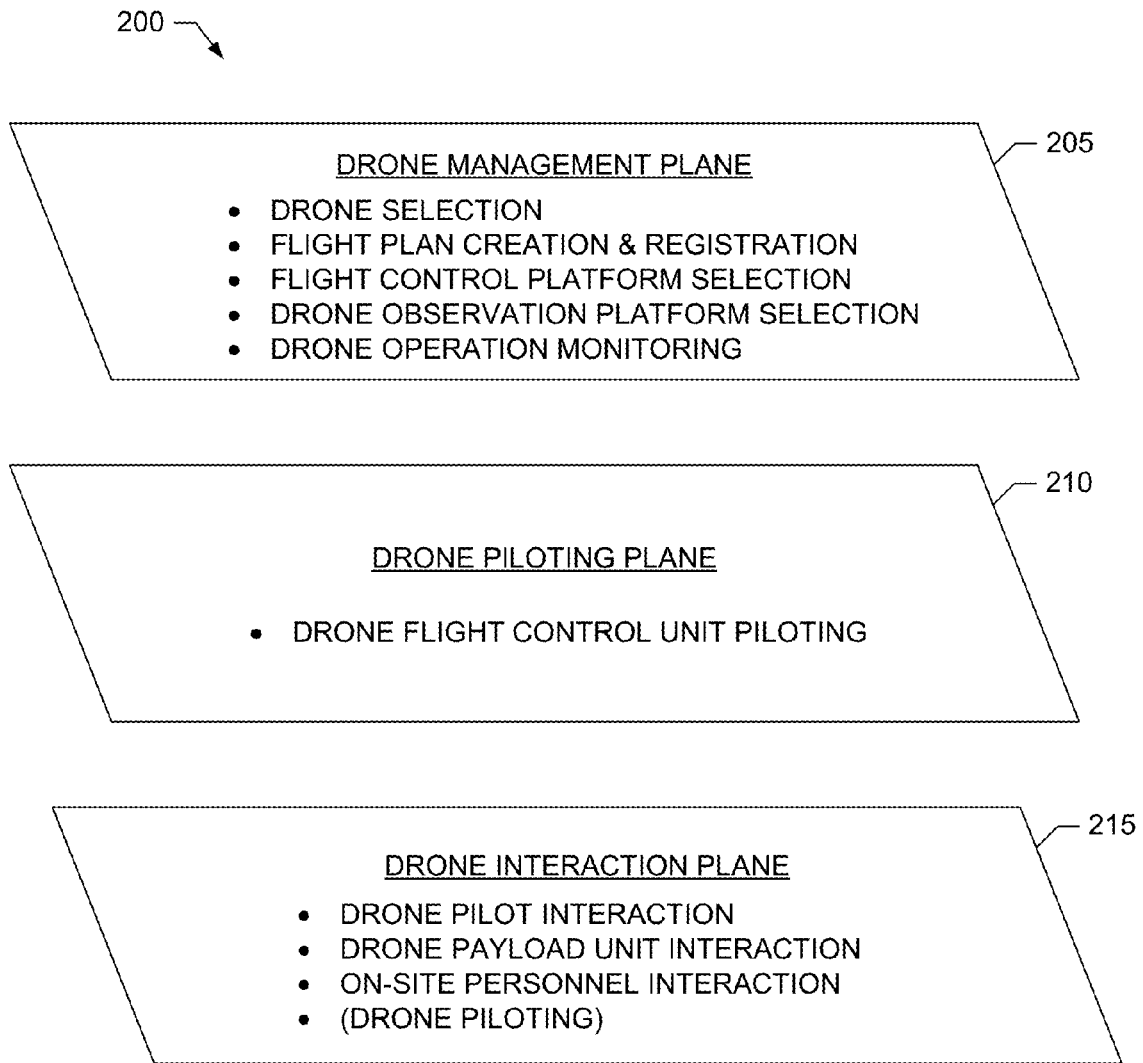 200
205
DRONE MANAGEMENT PLANE
• DRONE SELECTION
• FLIGHT PLAN CREATION & REGISTRATION
• FLIGHT CONTROL PLATFORM SELECTION
• DRONE OBSERVATION PLATFORM SELECTION
• DRONE OPERATION MONITORING
210
DRONE PILOTING PLANE
• DRONE FLIGHT CONTROL UNIT PILOTING
215
DRONE INTERACTION PLANE
• DRONE PILOT INTERACTION
• DRONE PAYLOAD UNIT INTERACTION
• ON-SITE PERSONNEL INTERACTION
• (DRONE PILOTING)